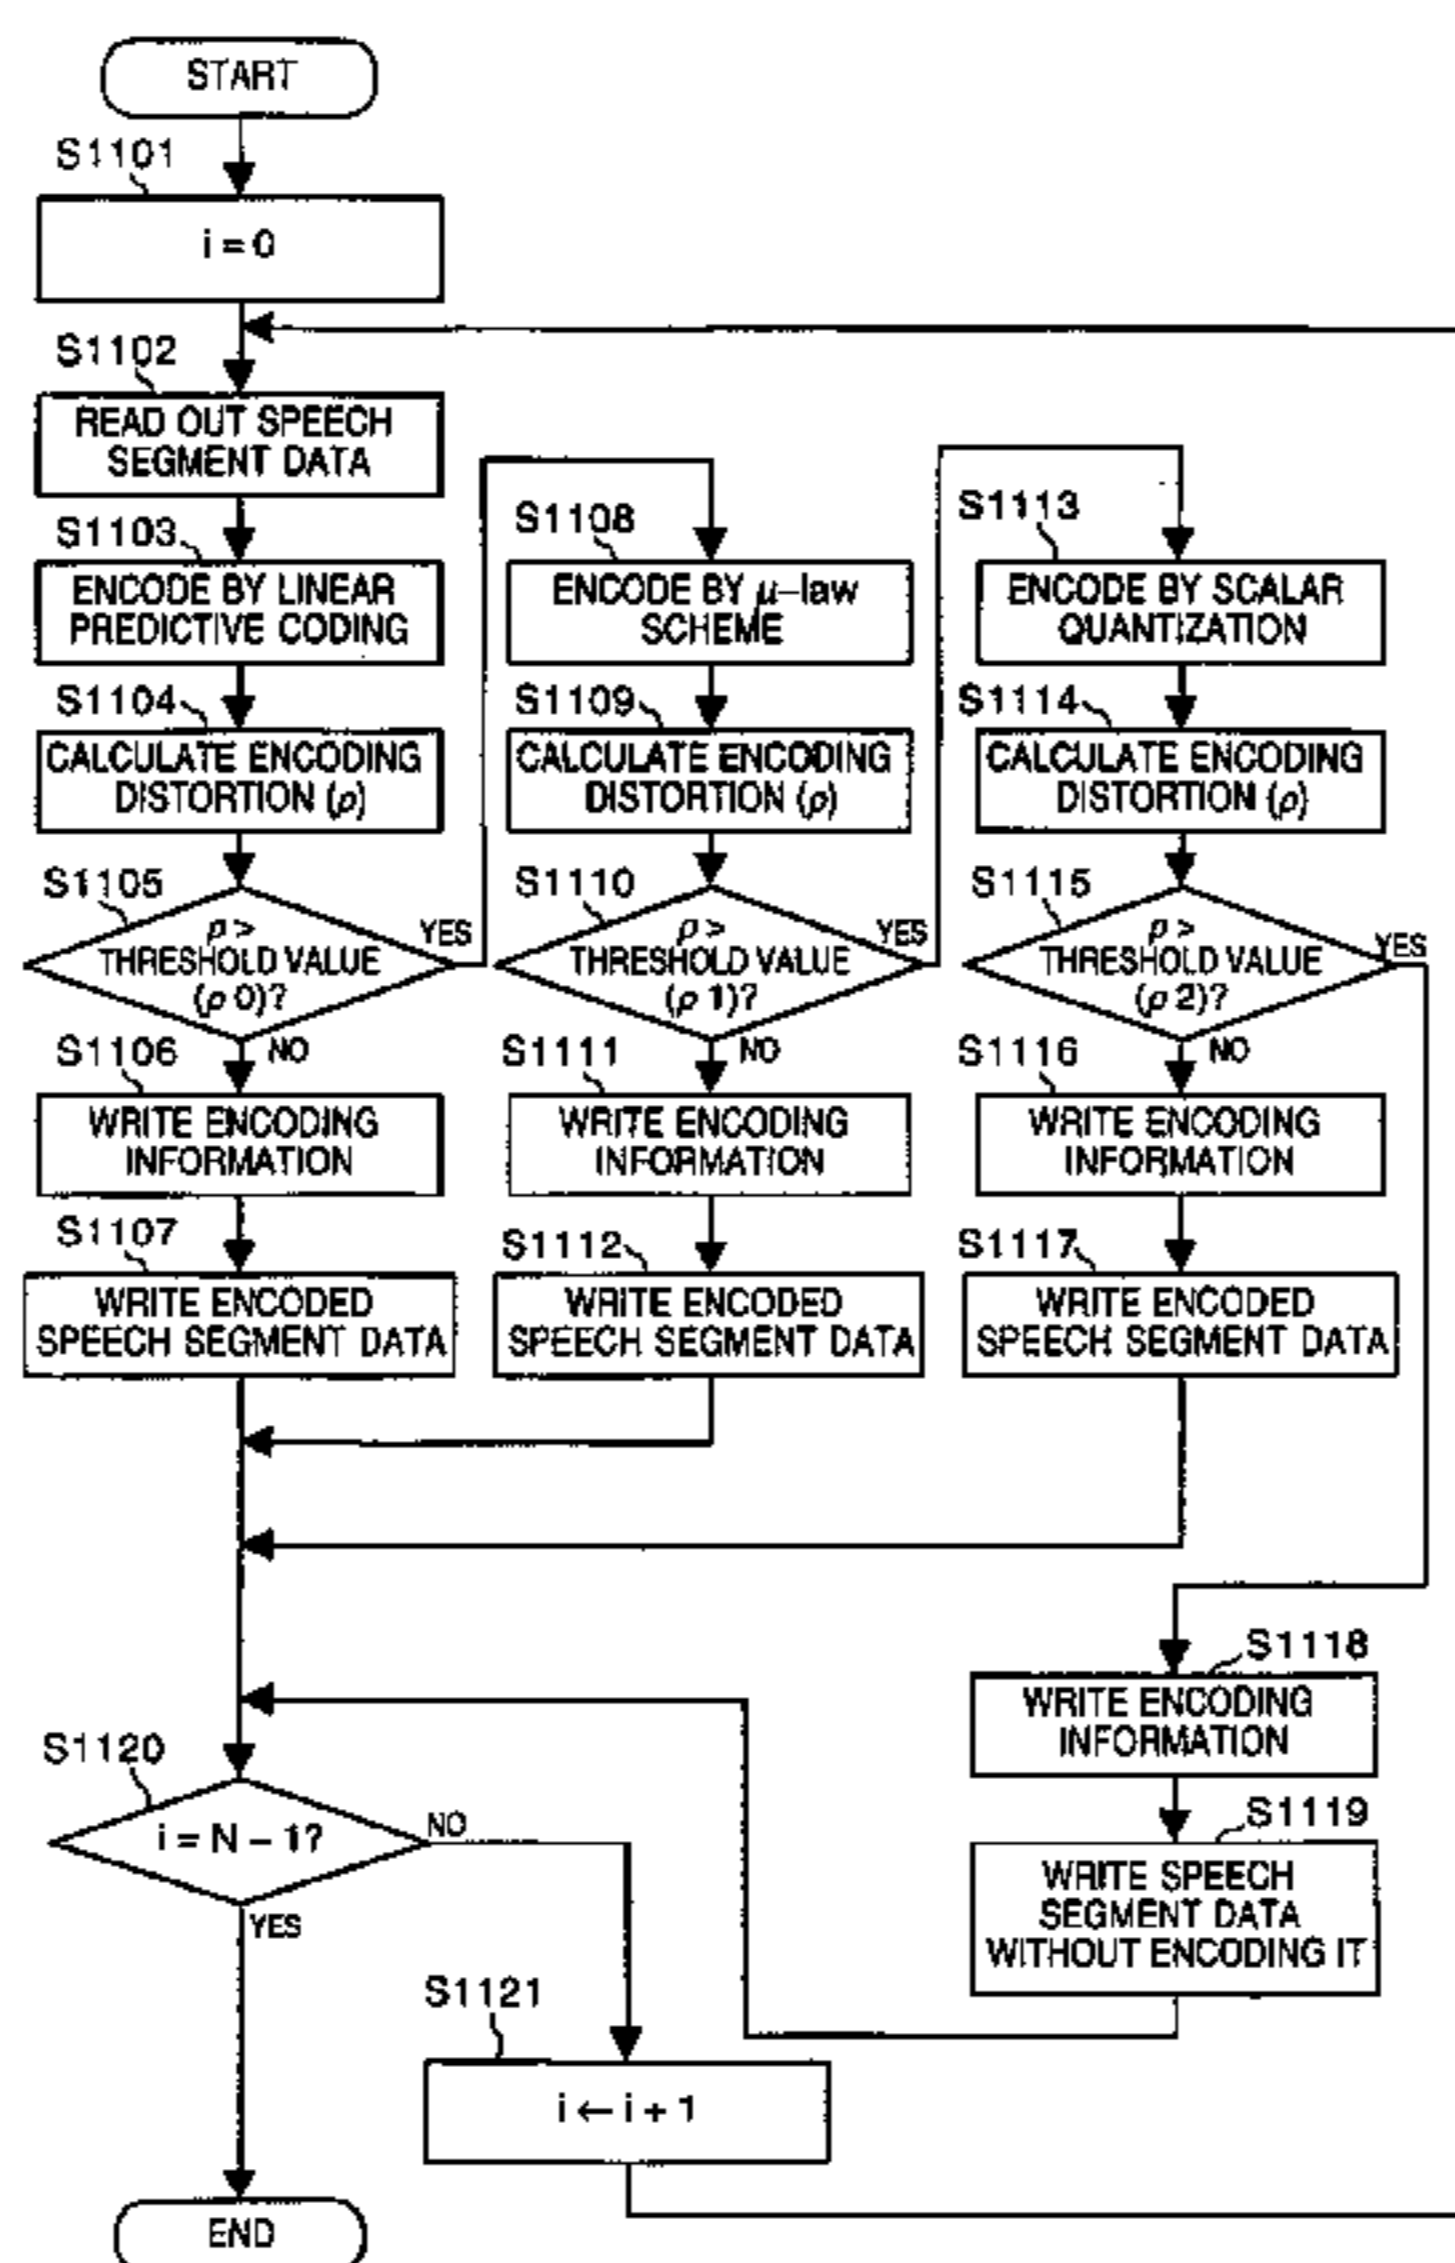 START
S1101
i = 0
S1102
READ OUT SPEECH
SEGMENT DATA
S1103
ENCODE BY LINEAR
PREDICTIVE CODING
S1104
CALCULATE ENCODING
DISTORTION (ρ)
S1105
ρ >
THRESHOLD VALUE
(ρ 0)?
YES
NO
S1106
WRITE ENCODING
INFORMATION
S1107
WRITE ENCODED
SPEECH SEGMENT DATA
S1108
ENCODE BY μ–law
SCHEME
S1109
CALCULATE ENCODING
DISTORTION (ρ)
S1110
ρ >
THRESHOLD VALUE
(ρ 1)?
YES
NO
S1111
WRITE ENCODING
INFORMATION
S1112
WRITE ENCODED
SPEECH SEGMENT DATA
S1113
ENCODE BY SCALAR
QUANTIZATION
S1114
CALCULATE ENCODING
DISTORTION (ρ)
S1115
ρ >
THRESHOLD VALUE
(ρ 2)?
YES
NO
S1116
WRITE ENCODING
INFORMATION
S1117
WRITE ENCODED
SPEECH SEGMENT DATA
S1118
WRITE ENCODING
INFORMATION
S1119
WRITE SPEECH
SEGMENT DATA
WITHOUT ENCODING IT
S1120
i = N – 1?
NO
YES
S1121
i ← i + 1
END